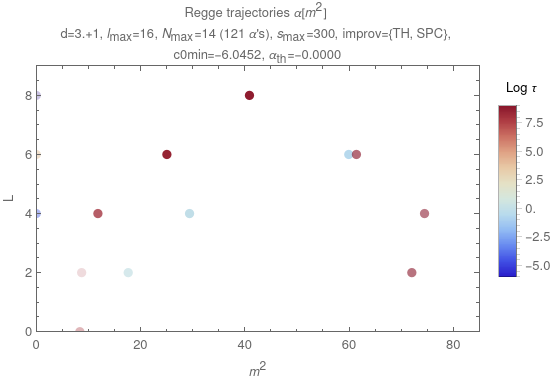 Regge trajectories α[m²]
d=3.+1, lmax=16, Nmax=14 (121 α's), smax=300, improv={TH, SPC},
c0min=−6.0452, αth=−0.0000
Log τ
8
6
4
2
0
L
0 20 40 60 80
m²
7.5
5.0
2.5
0.
−2.5
−5.0